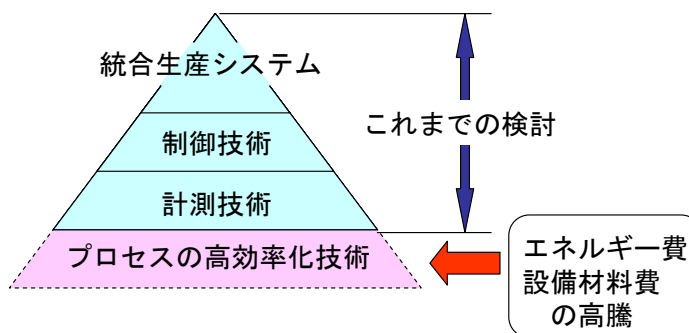 統合生産システム
これまでの検討
制御技術
計測技術
プロセスの高効率化技術
エネルギー費
設備材料費
の高騰